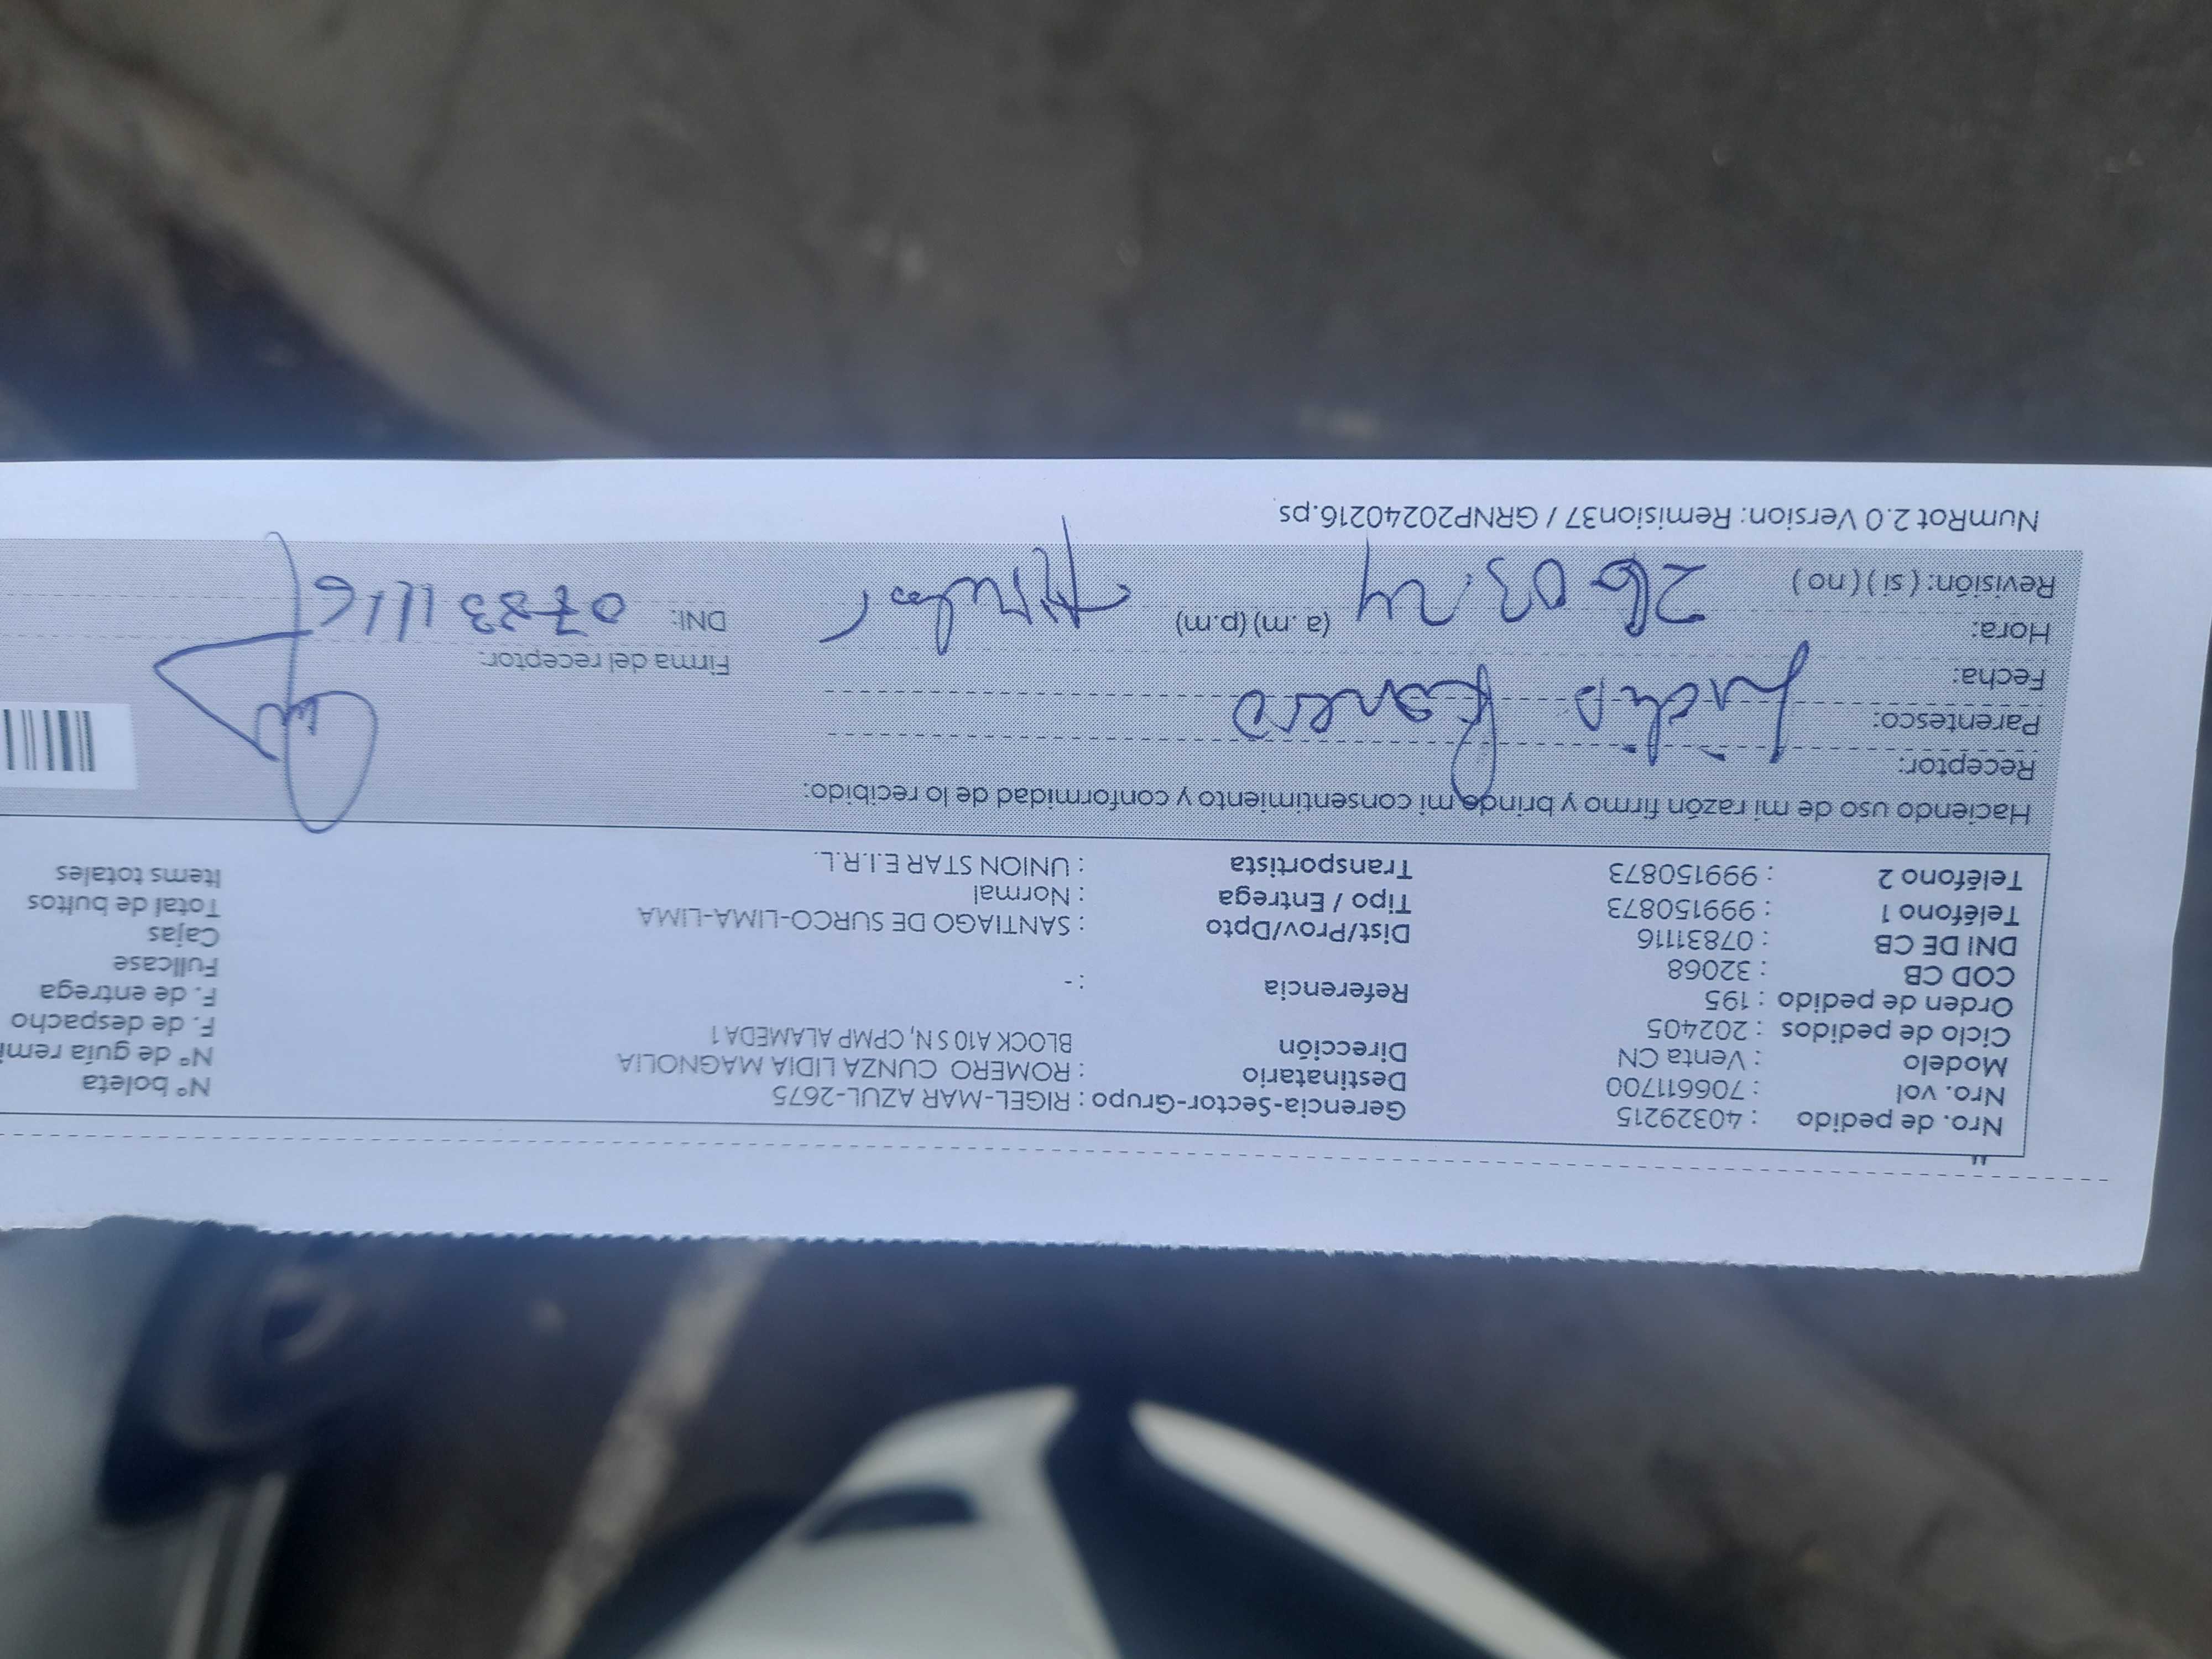 Nro. de pedido : 40329215 Gerencia-Sector-Grupo : RIGEL-MAR AZUL-2675 N° boleta
Nro. vol : 706611700 Destinatario : ROMERO CUNZA LIDIA MAGNOLIA N° de guía remi
Modelo : Venta CN Dirección BLOCK A10 S N, CPMP ALAMEDA 1 F. de despacho
Ciclo de pedidos : 202405 F. de entrega
Orden de pedido : 195 Referencia : - Fullcase
COD CB : 32068 Cajas
DNI DE CB : 07831116 Dist/Prov/Dpto : SANTIAGO DE SURCO-LIMA-LIMA Total de bultos
Teléfono 1 : 999150873 Tipo / Entrega : Normal Items totales
Teléfono 2 : 999150873 Transportista : UNION STAR E.I.R.L.
Haciendo uso de mi razón firmo y brindo mi consentimiento y conformidad de lo recibido:
Receptor:
Parentesco: Lidia Romero
Fecha: Firma del receptor:
Hora: 26 03.24 (a.m) (p.m) Titular DNI: 07831116
Revisión: ( si ) ( no )
NumRot 2.0 Version: Remision37 / GRNP20240216.ps